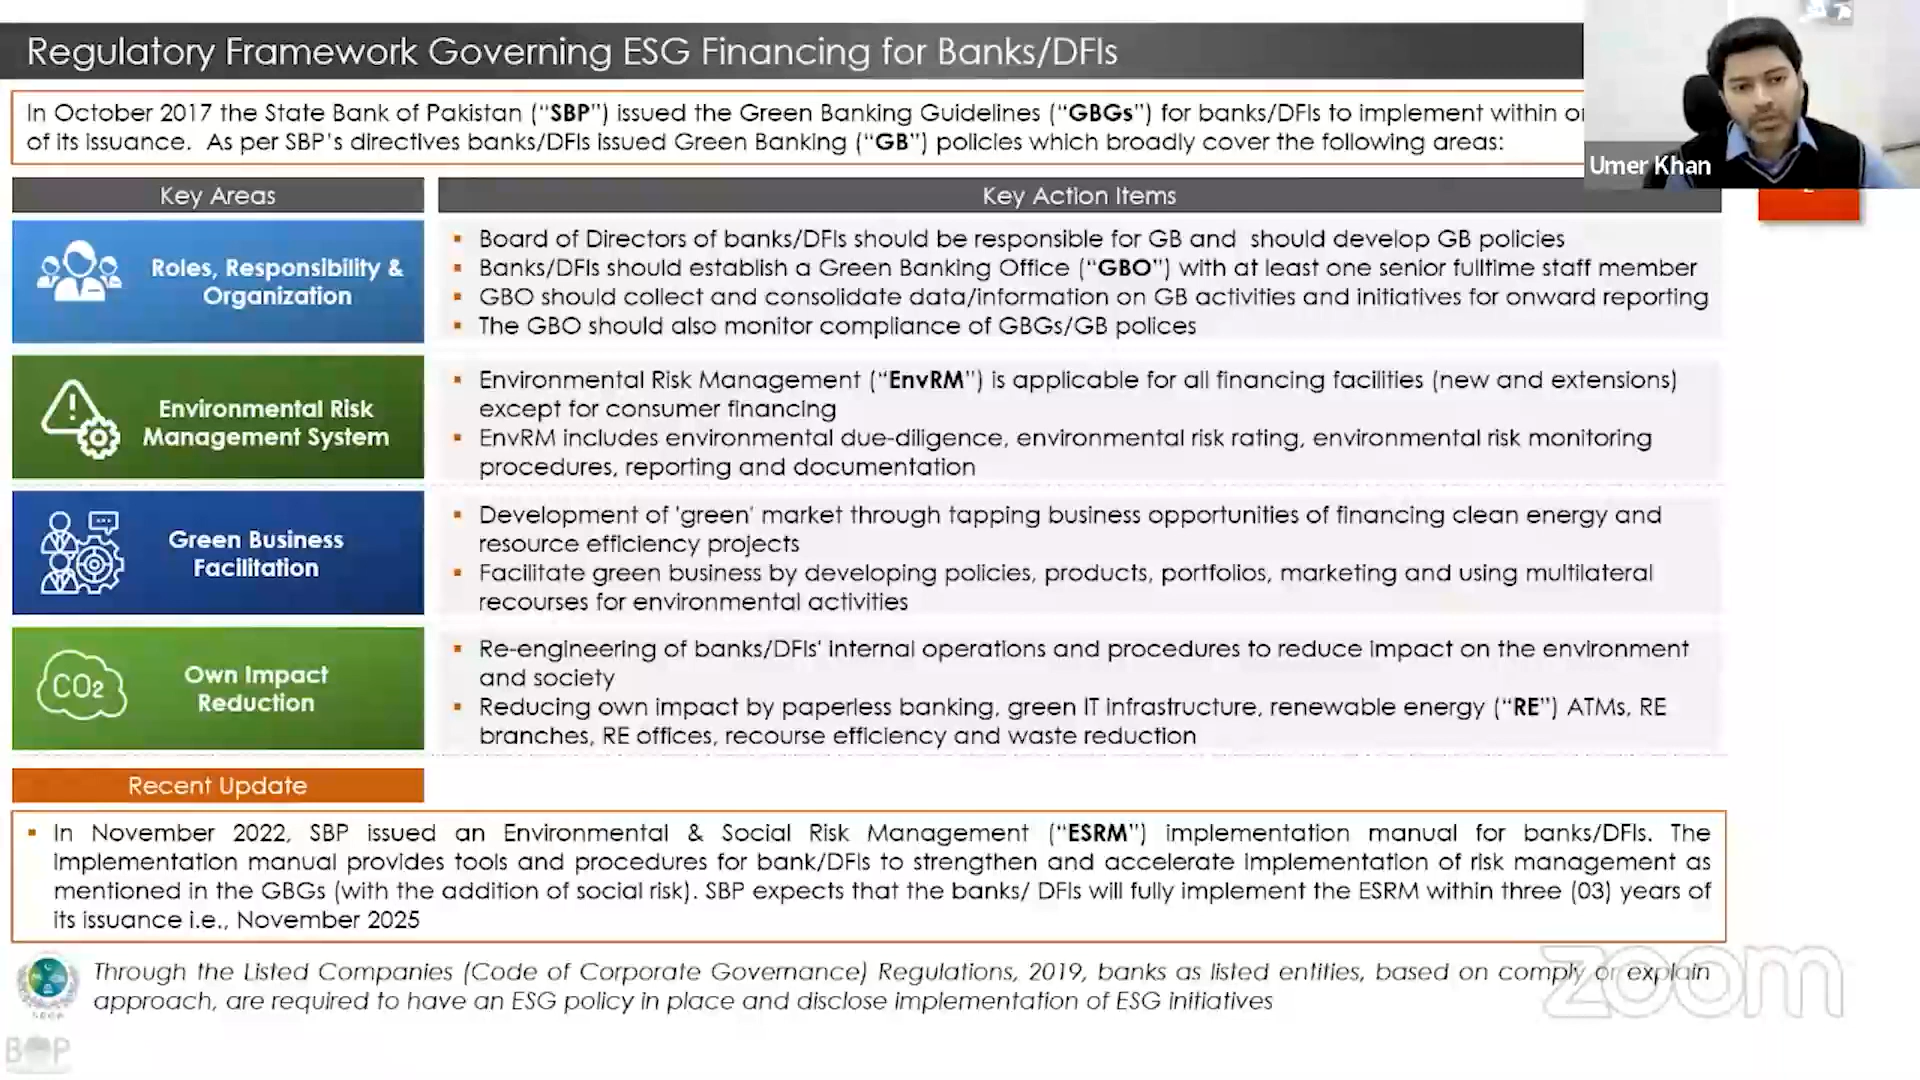 Regulatory Framework Governing ESG Financing for Banks/DFIs
In October 2017 the State Bank of Pakistan (“SBP”) issued the Green Banking Guidelines (“GBGs”) for banks/DFIs to implement within
of its issuance. As per SBP's directives banks/DFIs issued Green Banking (“GB”) policies which broadly cover the following areas:
Umer Khan
Key Areas
Key Action Items
Roles, Responsibility &
Organization
▪ Board of Directors of banks/DFIs should be responsible for GB and should develop GB policies
▪ Banks/DFIs should establish a Green Banking Office (“GBO”) with at least one senior fulltime staff member
▪ GBO should collect and consolidate data/information on GB activities and initiatives for onward reporting
▪ The GBO should also monitor compliance of GBGs/GB polices
Environmental Risk
Management System
▪ Environmental Risk Management (“EnvRM”) is applicable for all financing facilities (new and extensions)
except for consumer financing
▪ EnvRM includes environmental due-diligence, environmental risk rating, environmental risk monitoring
procedures, reporting and documentation
Green Business
Facilitation
▪ Development of 'green' market through tapping business opportunities of financing clean energy and
resource efficiency projects
▪ Facilitate green business by developing policies, products, portfolios, marketing and using multilateral
recourses for environmental activities
CO2
Own Impact
Reduction
▪ Re-engineering of banks/DFIs' internal operations and procedures to reduce impact on the environment
and society
▪ Reducing own impact by paperless banking, green IT infrastructure, renewable energy (“RE”) ATMs, RE
branches, RE offices, recourse efficiency and waste reduction
Recent Update
▪ In November 2022, SBP issued an Environmental & Social Risk Management (“ESRM”) implementation manual for banks/DFIs. The
implementation manual provides tools and procedures for bank/DFIs to strengthen and accelerate implementation of risk management as
mentioned in the GBGs (with the addition of social risk). SBP expects that the banks/ DFIs will fully implement the ESRM within three (03) years of
its issuance i.e., November 2025
Through the Listed Companies (Code of Corporate Governance) Regulations, 2019, banks as listed entities, based on comply or explain
approach, are required to have an ESG policy in place and disclose implementation of ESG initiatives
zoom
BOP